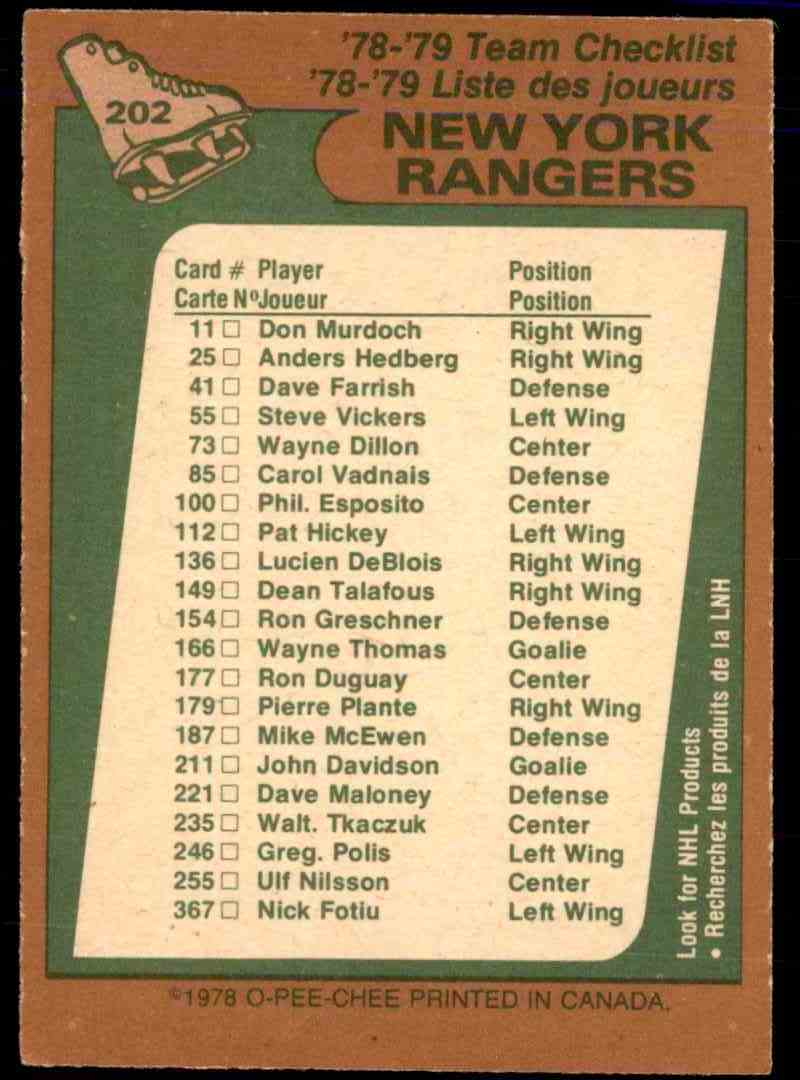 '78-'79 Team Checklist
'78-'79 Liste des joueurs
202
NEW YORK
RANGERS
Card # Player Position
Carte Nº Joueur Position
11 □ Don Murdoch Right Wing
25 □ Anders Hedberg Right Wing
41 □ Dave Farrish Defense
55 □ Steve Vickers Left Wing
73 □ Wayne Dillon Center
85 □ Carol Vadnais Defense
100 □ Phil. Esposito Center
112 □ Pat Hickey Left Wing
136 □ Lucien DeBlois Right Wing
149 □ Dean Talafous Right Wing
154 □ Ron Greschner Defense
166 □ Wayne Thomas Goalie
177 □ Ron Duguay Center
179 □ Pierre Plante Right Wing
187 □ Mike McEwen Defense
211 □ John Davidson Goalie
221 □ Dave Maloney Defense
235 □ Walt. Tkaczuk Center
246 □ Greg. Polis Left Wing
255 □ Ulf Nilsson Center
367 □ Nick Fotiu Left Wing
Look for NHL Products
• Recherchez les produits de la LNH
©1978 O-PEE-CHEE PRINTED IN CANADA.